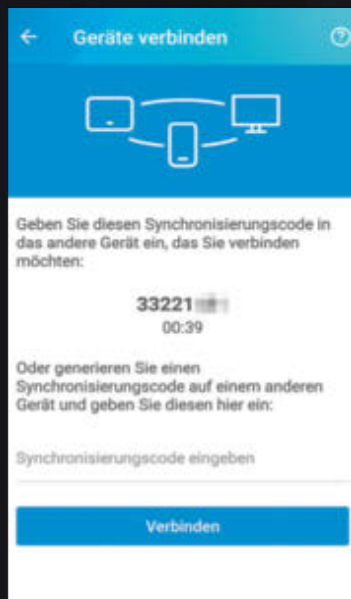 Geräte verbinden
Geben Sie diesen Synchronisierungscode in
das andere Gerät ein, das Sie verbinden
möchten:
33221
00:39
Oder generieren Sie einen
Synchronisierungscode auf einem anderen
Gerät und geben Sie diesen hier ein:
Synchronisierungscode eingeben
Verbinden